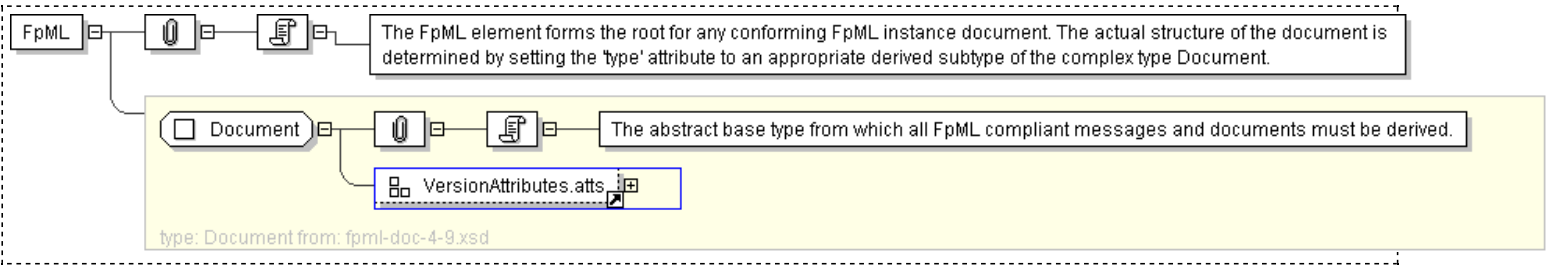 FpML
The FpML element forms the root for any conforming FpML instance document. The actual structure of the document is
determined by setting the 'type' attribute to an appropriate derived subtype of the complex type Document.
Document
The abstract base type from which all FpML compliant messages and documents must be derived.
VersionAttributes.atts
type: Document from: fpml-doc-4-9.xsd